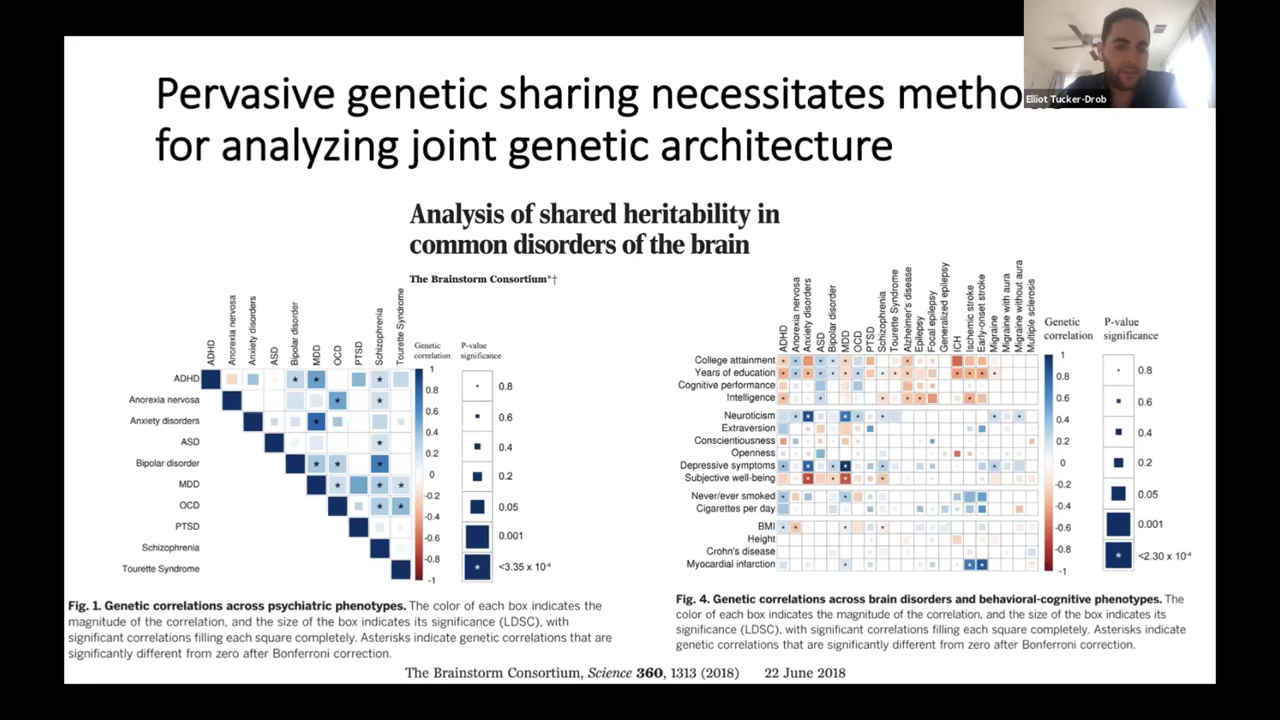 Pervasive genetic sharing necessitates metho
for analyzing joint genetic architecture
Elliot Tucker-Drob
Analysis of shared heritability in
common disorders of the brain
The Brainstorm Consortium*†
ADHD
Anorexia nervosa
Anxiety disorders
ASD
Bipolar disorder
MDD
OCD
PTSD
Schizophrenia
Tourette Syndrome
Genetic
correlation
P-value
significance
ADHD
Anorexia nervosa
Anxiety disorders
ASD
Bipolar disorder
MDD
OCD
PTSD
Schizophrenia
Tourette Syndrome
1
0.8
0.6
0.4
0.2
0
-0.2
-0.4
-0.6
-0.8
-1
0.8
0.6
0.4
0.2
0.05
0.001
<3.35 x 10⁻⁴
Fig. 1. Genetic correlations across psychiatric phenotypes. The color of each box indicates the
magnitude of the correlation, and the size of the box indicates its significance (LDSC), with
significant correlations filling each square completely. Asterisks indicate genetic correlations that are
significantly different from zero after Bonferroni correction.
ADHD
Anorexia nervosa
Anxiety disorders
ASD
Bipolar disorder
MDD
OCD
PTSD
Schizophrenia
Tourette Syndrome
Alzheimer's disease
Epilepsy
Focal epilepsy
Generalized epilepsy
ICH
Ischemic stroke
Early-onset stroke
Migraine
Migraine with aura
Migraine without aura
Multiple sclerosis
Genetic
correlation
P-value
significance
College attainment
Years of education
Cognitive performance
Intelligence
Neuroticism
Extraversion
Conscientiousness
Openness
Depressive symptoms
Subjective well-being
Never/ever smoked
Cigarettes per day
BMI
Height
Crohn's disease
Myocardial infarction
1
0.8
0.6
0.4
0.2
0
-0.2
-0.4
-0.6
-0.8
-1
0.8
0.6
0.4
0.2
0.05
0.001
<2.30 x 10⁻⁴
Fig. 4. Genetic correlations across brain disorders and behavioral-cognitive phenotypes. The
color of each box indicates the magnitude of the correlation, and the size of the box indicates its
significance (LDSC), with significant correlations filling each square completely. Asterisks indicate
genetic correlations that are significantly different from zero after Bonferroni correction.
The Brainstorm Consortium, Science 360, 1313 (2018) 22 June 2018